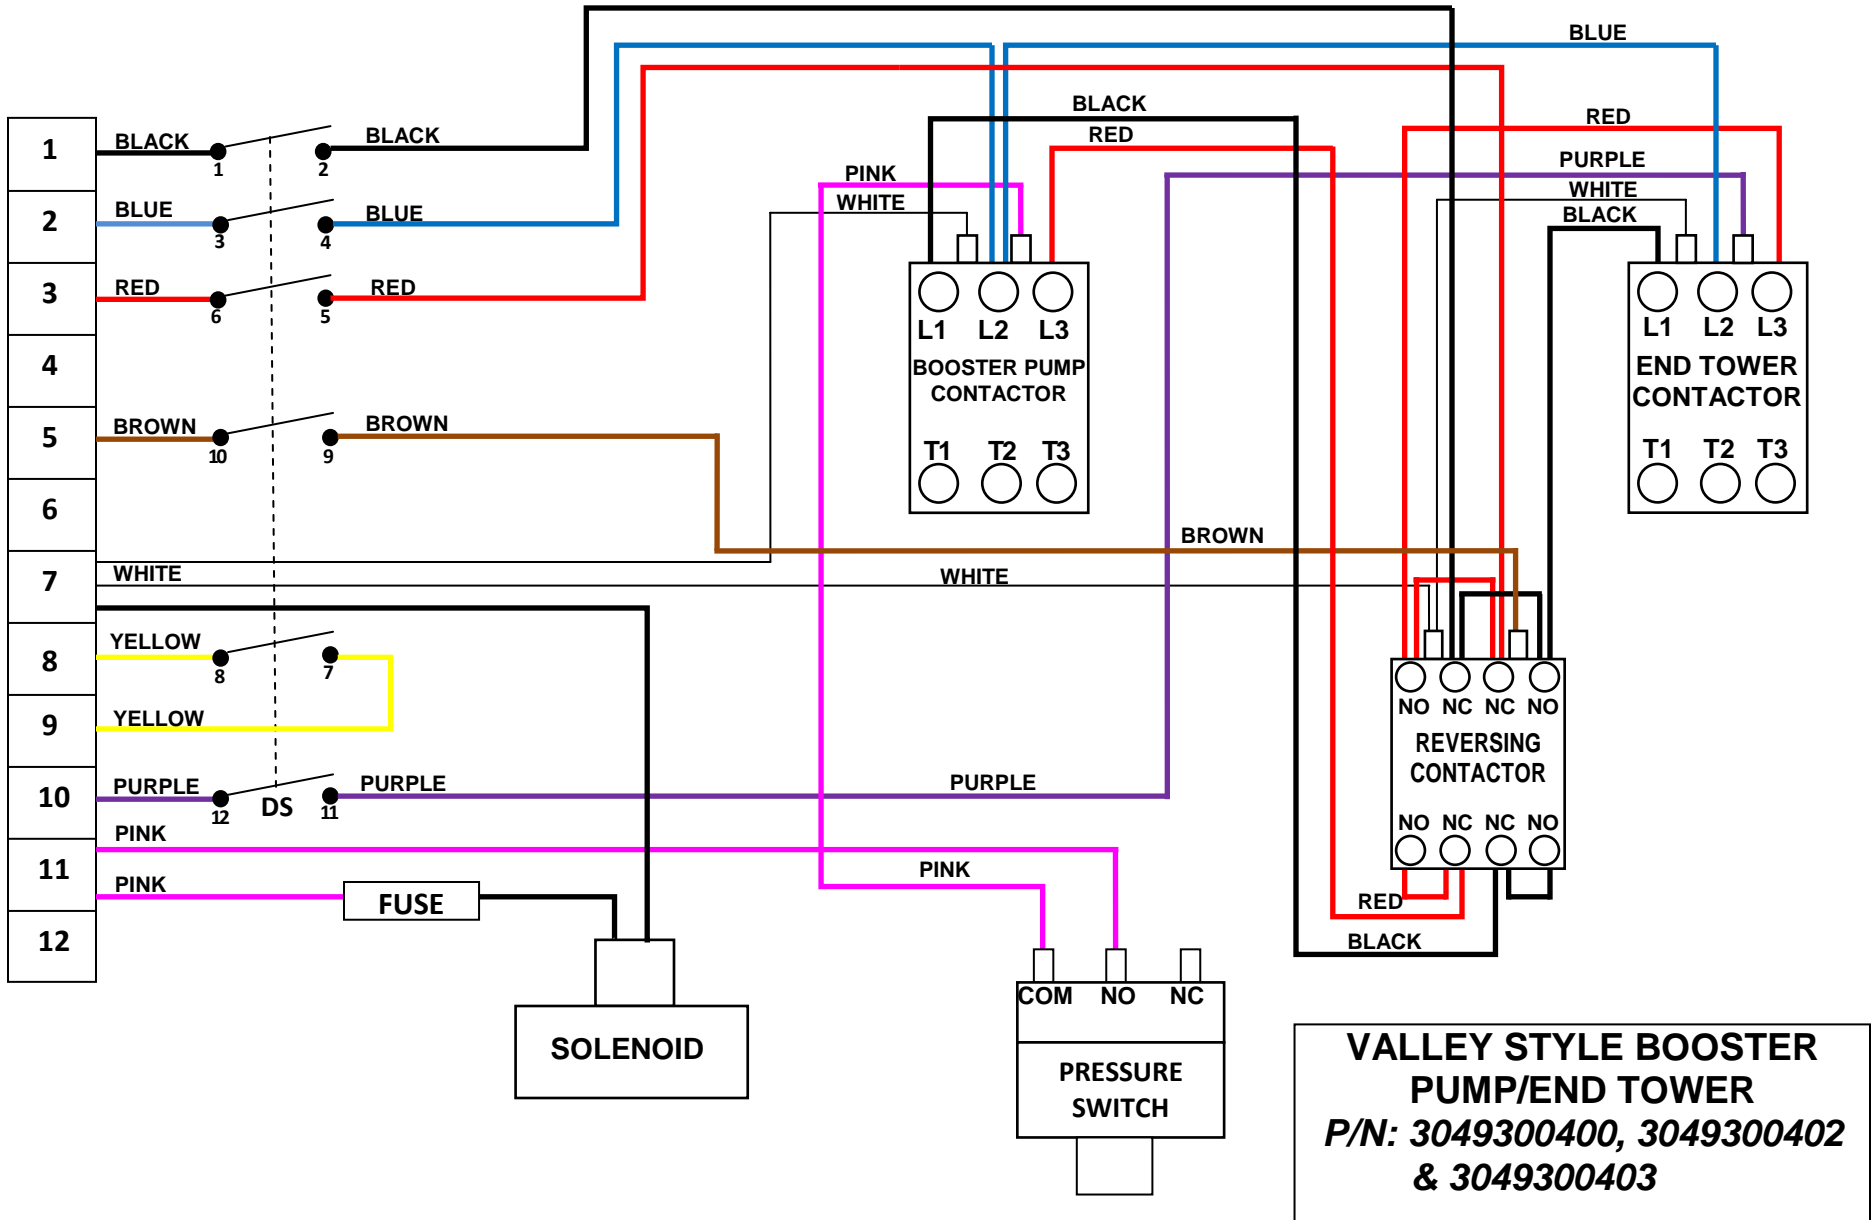 BLUE
BLACK
RED
RED
PURPLE
PINK
WHITE
WHITE
BLACK
1
BLACK
BLACK
1
2
2
BLUE
BLUE
3
4
3
RED
RED
6
5
4
5
BROWN
BROWN
10
9
6
7
WHITE
WHITE
BROWN
8
YELLOW
8
7
9
YELLOW
10
PURPLE
PURPLE
PURPLE
12
DS
11
11
PINK
PINK
PINK
12
FUSE
SOLENOID
L1 L2 L3
BOOSTER PUMP
CONTACTOR
T1 T2 T3
L1 L2 L3
END TOWER
CONTACTOR
T1 T2 T3
NO NC NC NO
REVERSING
CONTACTOR
NO NC NC NO
RED
BLACK
COM NO NC
PRESSURE
SWITCH
VALLEY STYLE BOOSTER
PUMP/END TOWER
P/N: 3049300400, 3049300402
& 3049300403